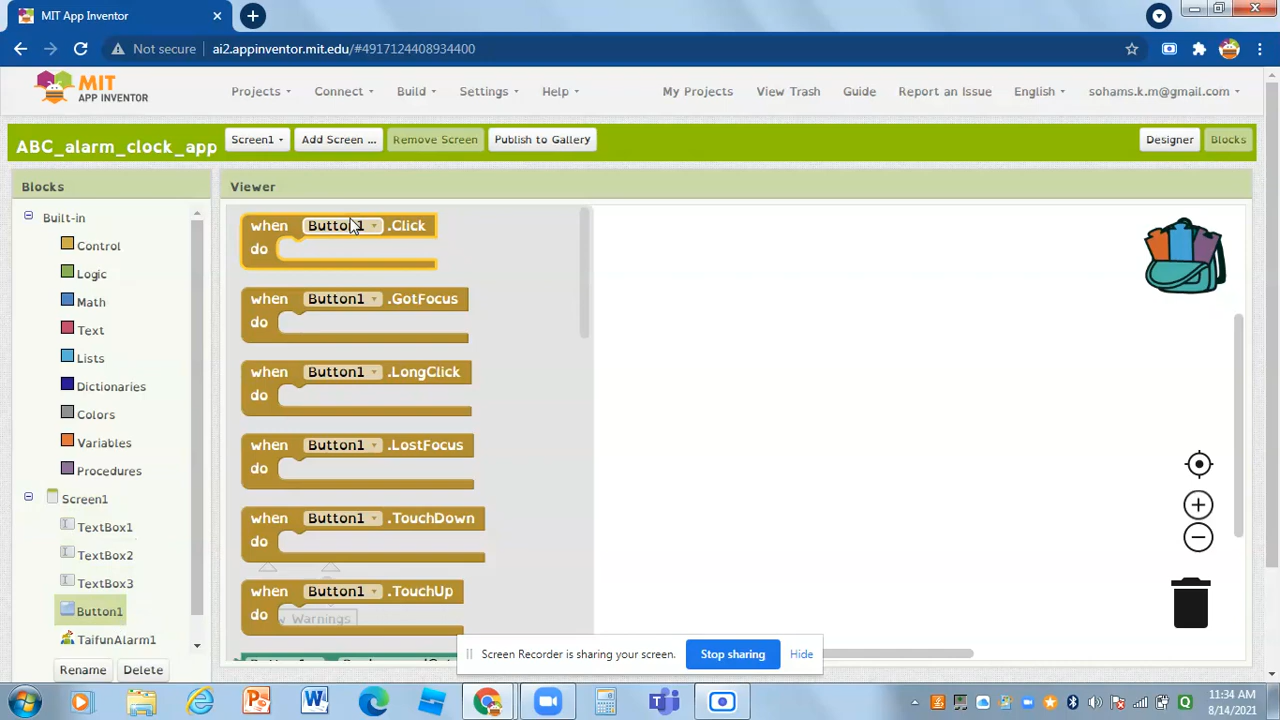 MIT App Inventor
Not secure ai2.appinventor.mit.edu/#4917124408934400
MIT
APP INVENTOR
Projects Connect Build Settings Help My Projects View Trash Guide Report an Issue English sohams.k.m@gmail.com
ABC_alarm_clock_app Screen1 Add Screen ... Remove Screen Publish to Gallery Designer Blocks
Blocks
Built-in
Control
Logic
Math
Text
Lists
Dictionaries
Colors
Variables
Procedures
Screen1
TextBox1
TextBox2
TextBox3
Button1
TaifunAlarm1
Rename Delete
Viewer
when Button1 .Click
do
when Button1 .GotFocus
do
when Button1 .LongClick
do
when Button1 .LostFocus
do
when Button1 .TouchDown
do
when Button1 .TouchUp
do
Warnings
Screen Recorder is sharing your screen. Stop sharing Hide
11:34 AM
8/14/2021